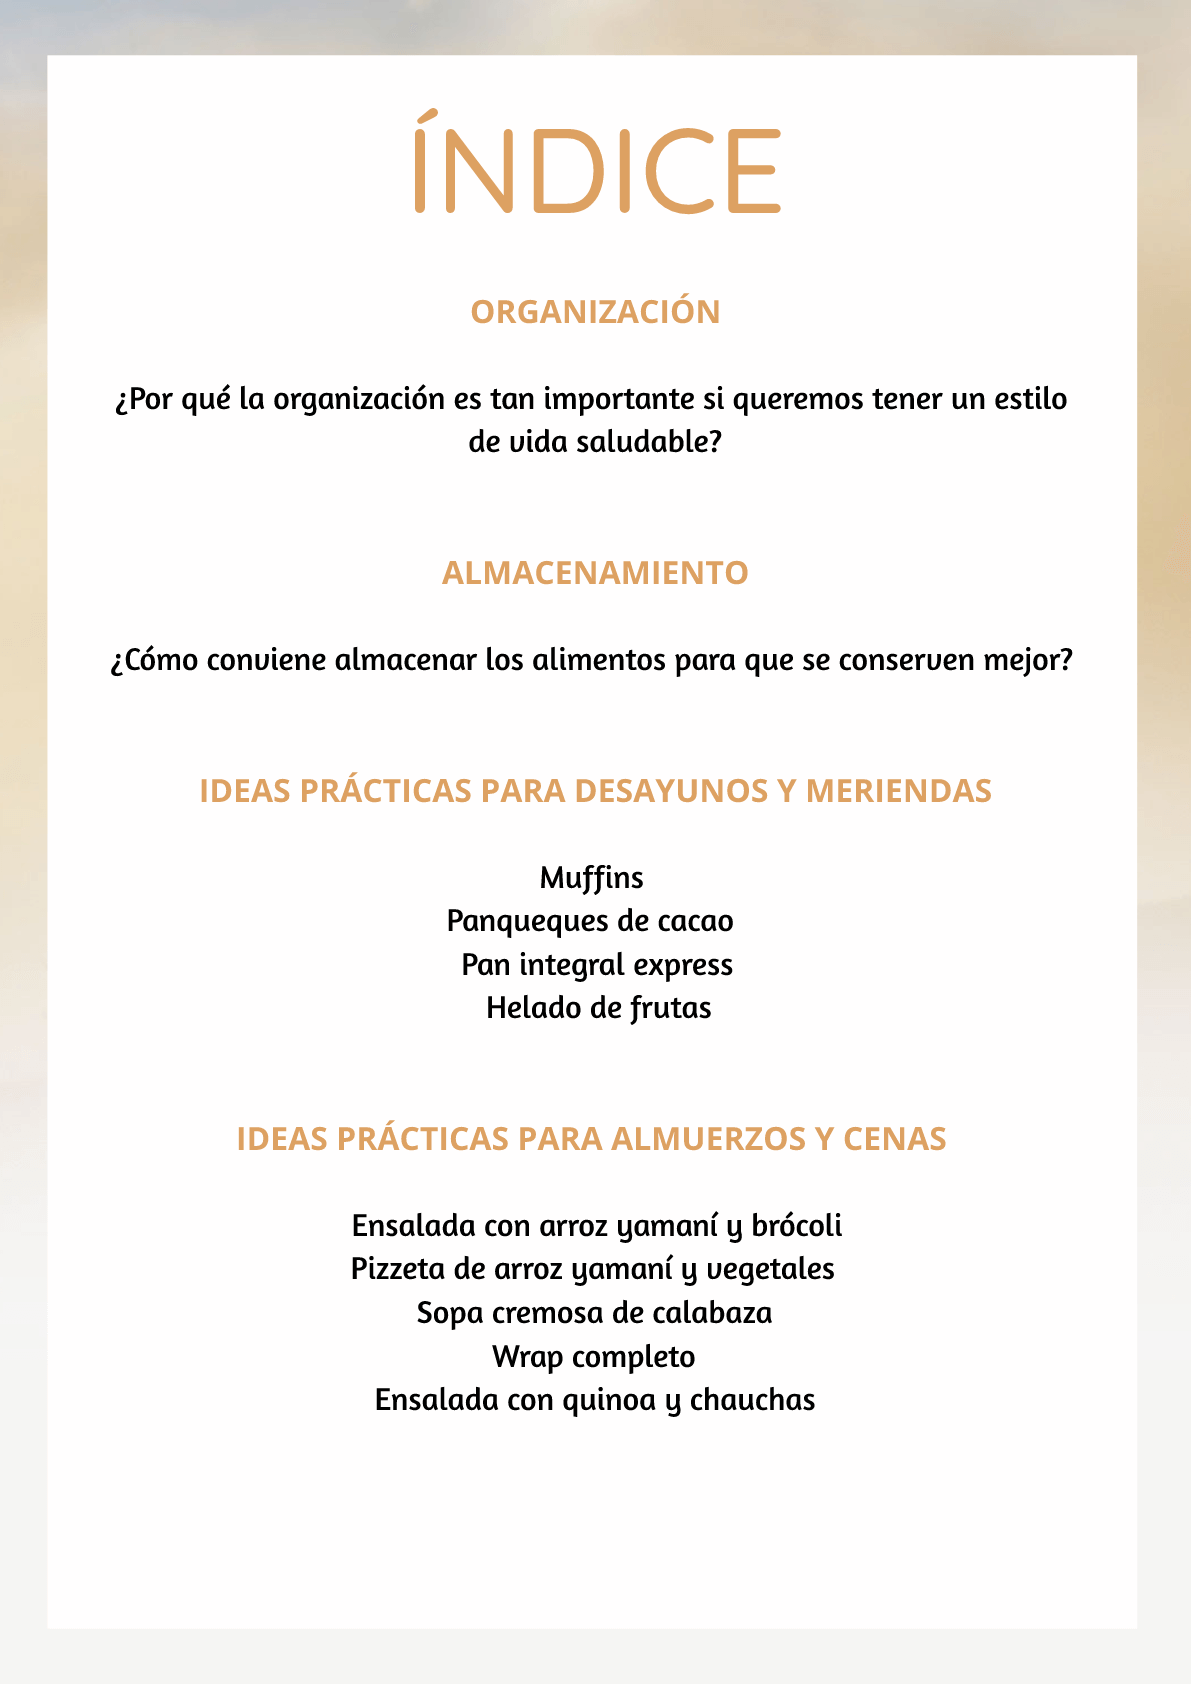 ÍNDICE
ORGANIZACIÓN
¿Por qué la organización es tan importante si queremos tener un estilo
de vida saludable?
ALMACENAMIENTO
¿Cómo conviene almacenar los alimentos para que se conserven mejor?
IDEAS PRÁCTICAS PARA DESAYUNOS Y MERIENDAS
Muffins
Panqueques de cacao
Pan integral express
Helado de frutas
IDEAS PRÁCTICAS PARA ALMUERZOS Y CENAS
Ensalada con arroz yamaní y brócoli
Pizzeta de arroz yamaní y vegetales
Sopa cremosa de calabaza
Wrap completo
Ensalada con quinoa y chauchas